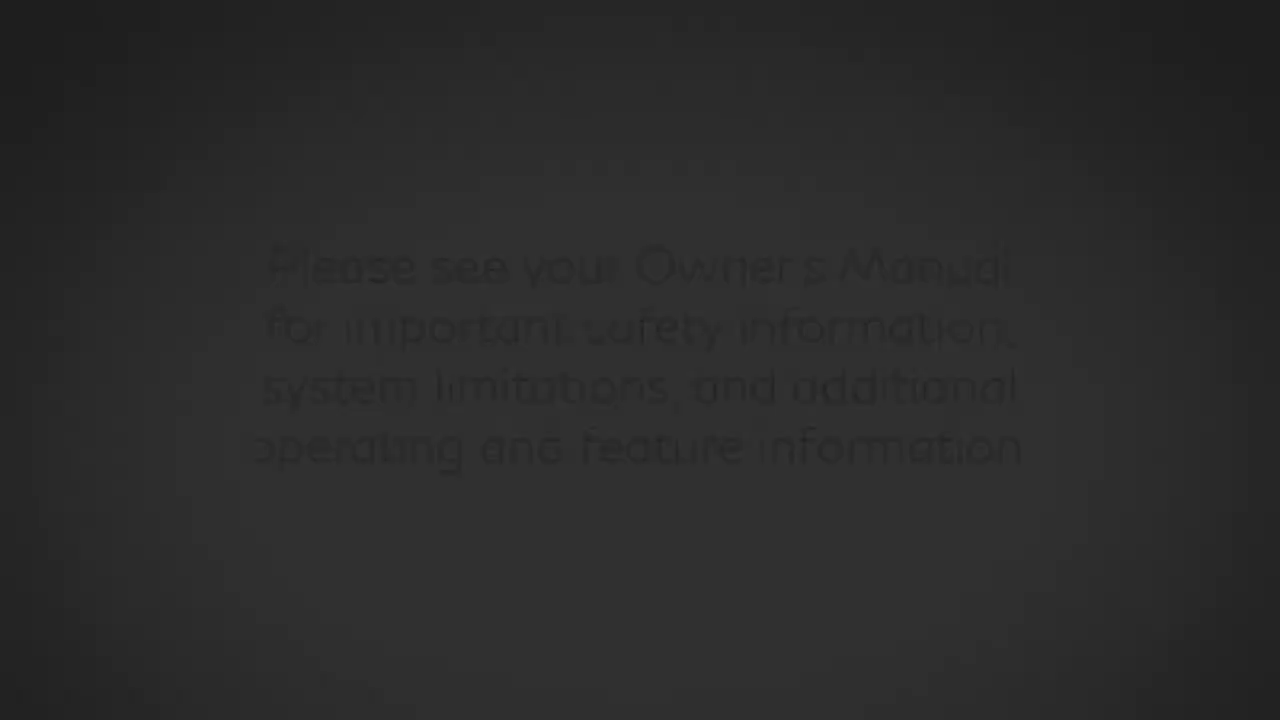 Please see your Owner's Manual
for important safety information,
system limitations, and additional
operating and feature information